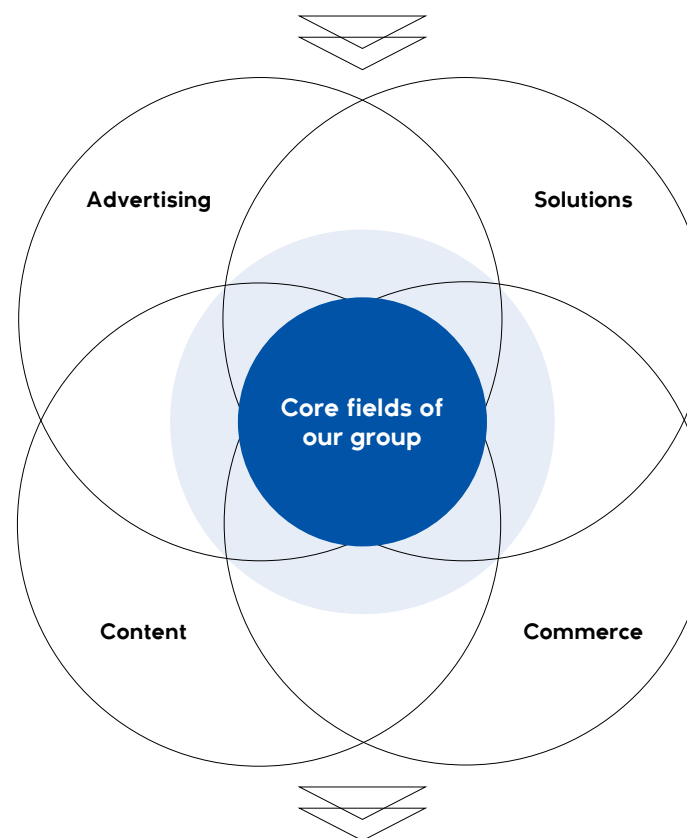 Advertising
Solutions
Core fields of
our group
Content
Commerce